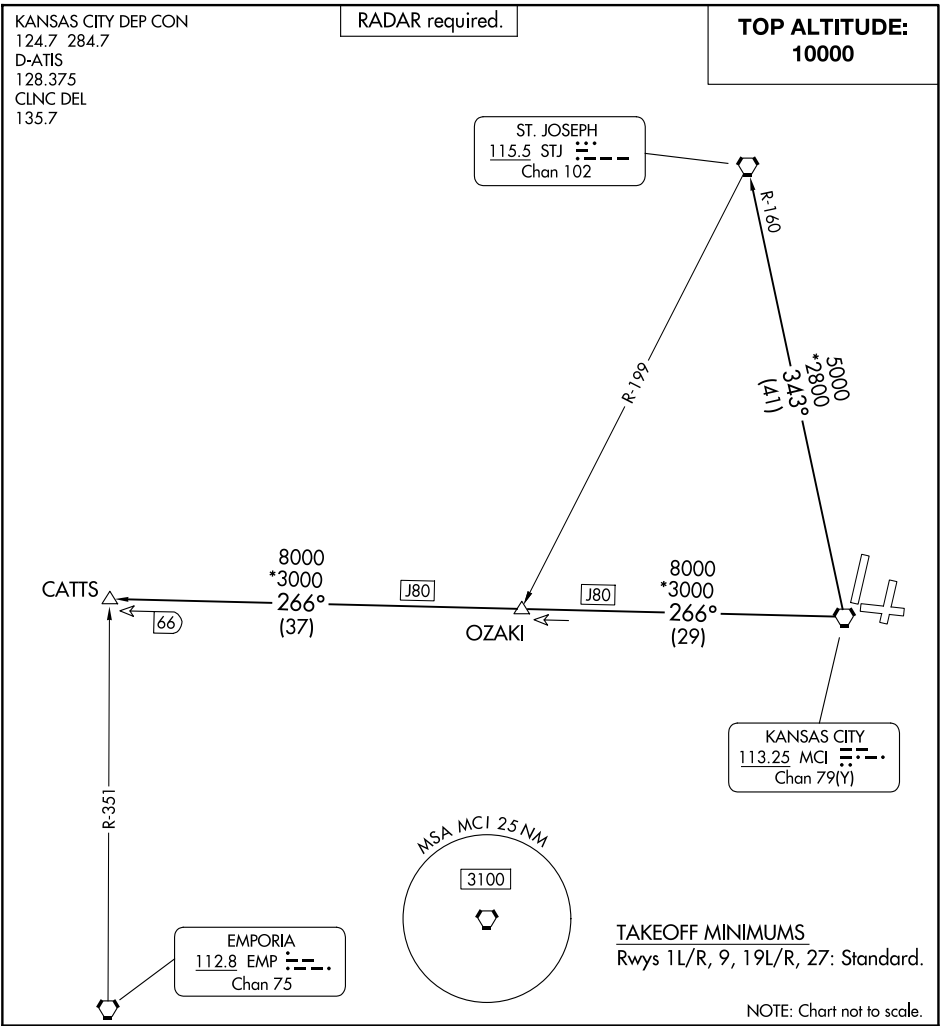 KANSAS CITY DEP CON
124.7 284.7
D-ATIS
128.375
CLNC DEL
135.7
RADAR required.
TOP ALTITUDE:
10000
ST. JOSEPH
115.5 STJ
Chan 102
R-160
5000
*2800
343°
(41)
R-199
CATTS
66
8000
*3000
266°
(37)
J80
OZAKI
J80
8000
*3000
266°
(29)
KANSAS CITY
113.25 MCI
Chan 79(Y)
R-351
MSA MCI 25 NM
3100
EMPORIA
112.8 EMP
Chan 75
TAKEOFF MINIMUMS
Rwys 1L/R, 9, 19L/R, 27: Standard.
NOTE: Chart not to scale.